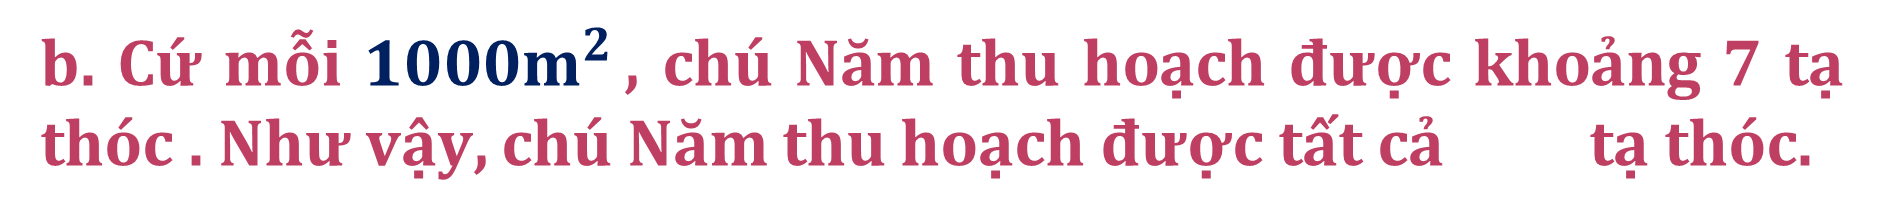 b. Cứ mỗi 1000m², chú Năm thu hoạch được khoảng 7 tạ
thóc . Như vậy, chú Năm thu hoạch được tất cả tạ thóc.